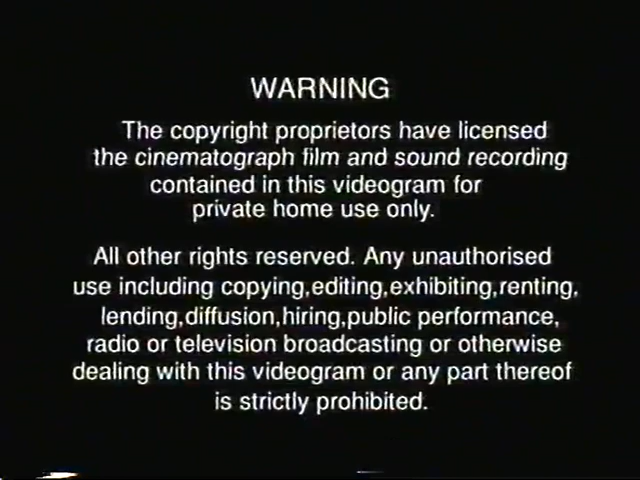 WARNING
The copyright proprietors have licensed
the cinematograph film and sound recording
contained in this videogram for
private home use only.
All other rights reserved. Any unauthorised
use including copying,editing,exhibiting,renting,
lending,diffusion,hiring,public performance,
radio or television broadcasting or otherwise
dealing with this videogram or any part thereof
is strictly prohibited.